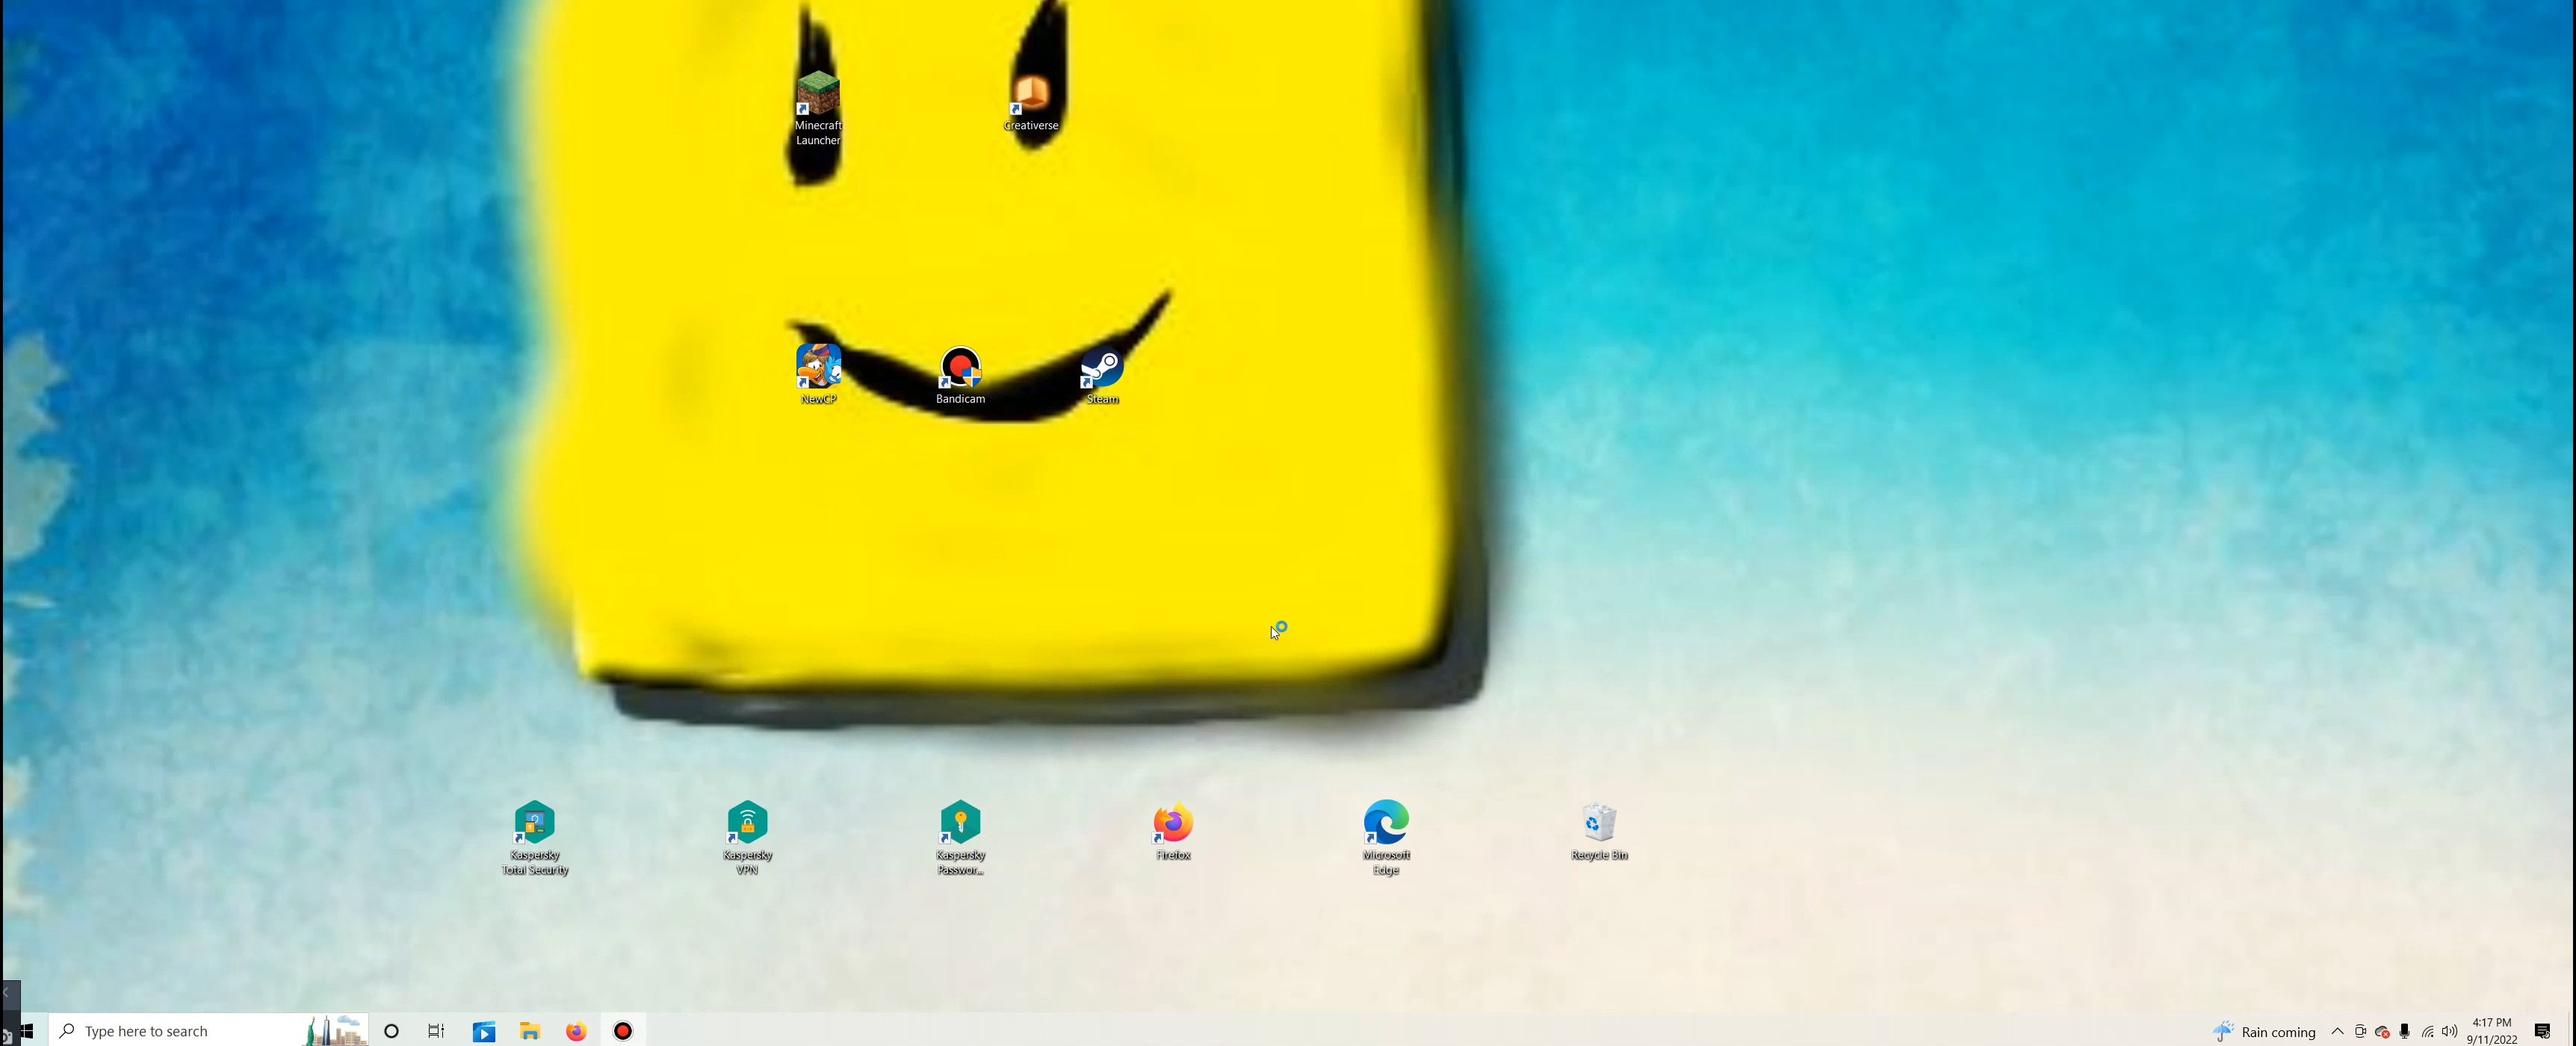 Minecraft
Launcher
Creativerse
NewCP
Bandicam
Steam
Kaspersky
Total Security
Kaspersky
VPN
Kaspersky
Passwor...
Firefox
Microsoft
Edge
Recycle Bin
Type here to search
Rain coming
4:17 PM
9/11/2022